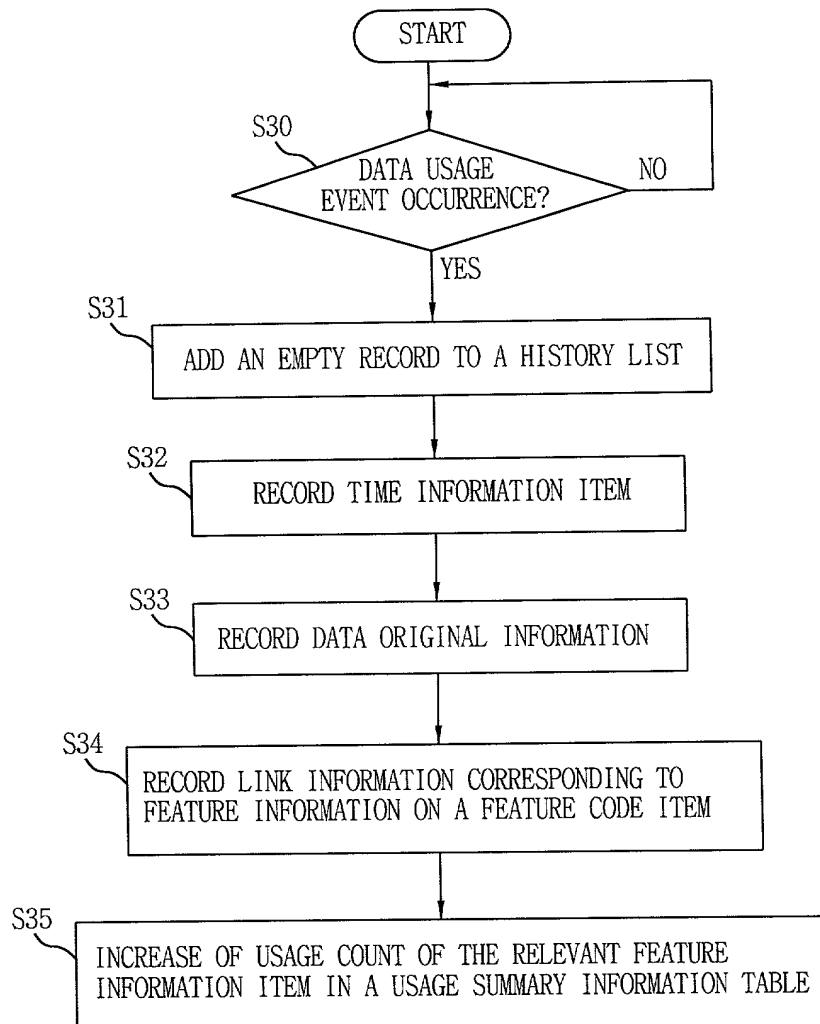 START
S30
DATA USAGE
EVENT OCCURRENCE?
NO
YES
S31
ADD AN EMPTY RECORD TO A HISTORY LIST
S32
RECORD TIME INFORMATION ITEM
S33
RECORD DATA ORIGINAL INFORMATION
S34
RECORD LINK INFORMATION CORRESPONDING TO
FEATURE INFORMATION ON A FEATURE CODE ITEM
S35
INCREASE OF USAGE COUNT OF THE RELEVANT FEATURE
INFORMATION ITEM IN A USAGE SUMMARY INFORMATION TABLE